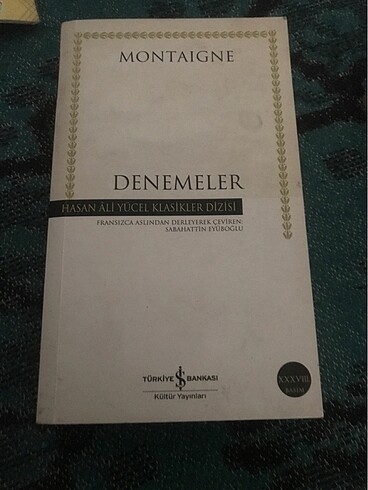 MONTAIGNE
DENEMELER
HASAN ÂLİ YÜCEL KLASİKLER DİZİSİ
FRANSIZCA ASLINDAN DERLEYEREK ÇEVİREN:
SABAHATTİN EYÜBOĞLU
TÜRKİYE İŞ BANKASI
Kültür Yayınları
XXXVIII.
BASIM